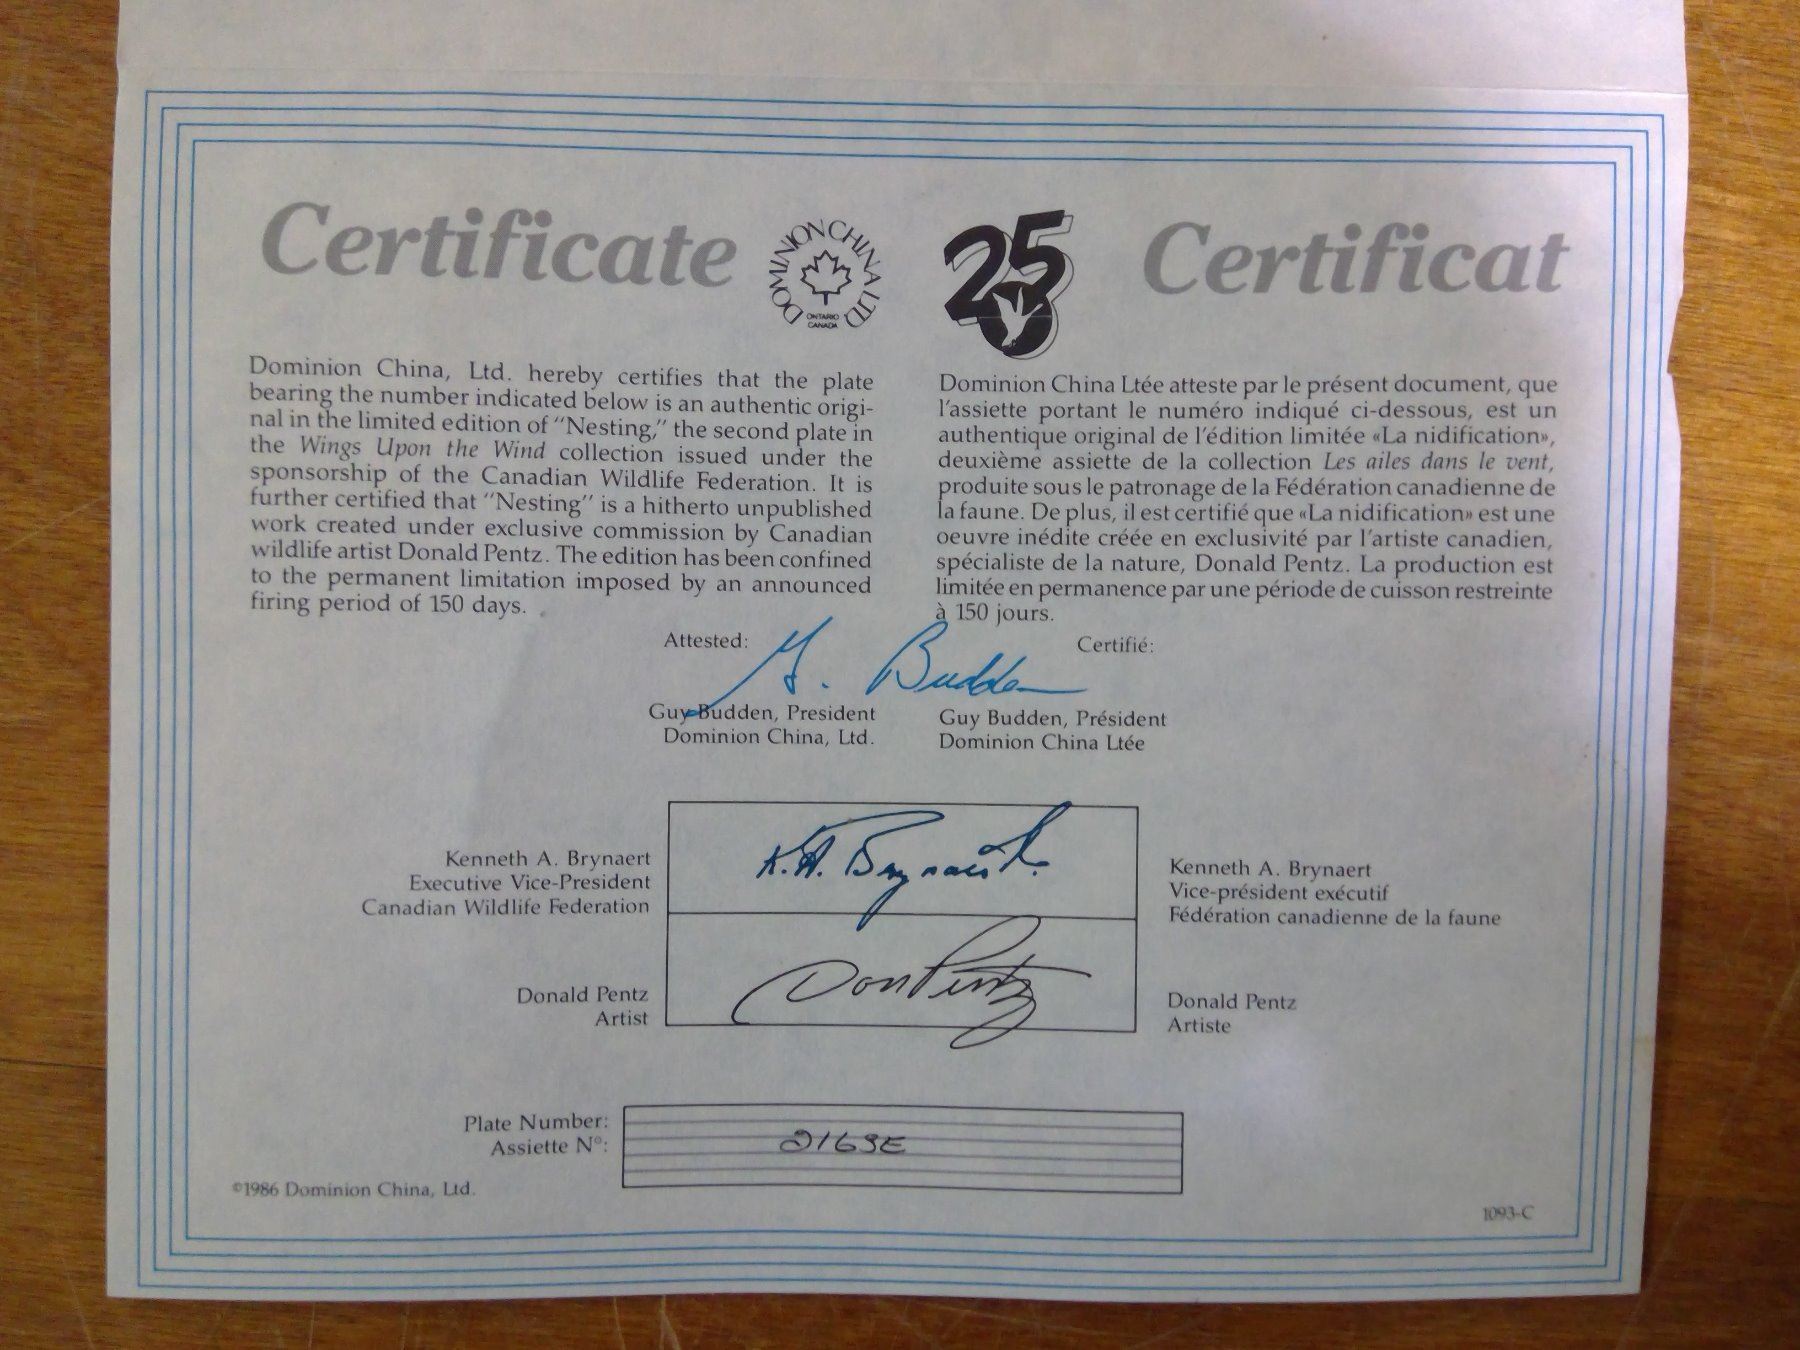 Certificate
DOMINION CHINA LTD
ONTARIO
CANADA
25
Certificat
Dominion China, Ltd. hereby certifies that the plate
bearing the number indicated below is an authentic origi-
nal in the limited edition of "Nesting," the second plate in
the Wings Upon the Wind collection issued under the
sponsorship of the Canadian Wildlife Federation. It is
further certified that "Nesting" is a hitherto unpublished
work created under exclusive commission by Canadian
wildlife artist Donald Pentz. The edition has been confined
to the permanent limitation imposed by an announced
firing period of 150 days.
Dominion China Ltée atteste par le présent document, que
l'assiette portant le numéro indiqué ci-dessous, est un
authentique original de l'édition limitée «La nidification»,
deuxième assiette de la collection Les ailes dans le vent,
produite sous le patronage de la Fédération canadienne de
la faune. De plus, il est certifié que «La nidification» est une
oeuvre inédite créée en exclusivité par l'artiste canadien,
spécialiste de la nature, Donald Pentz. La production est
limitée en permanence par une période de cuisson restreinte
à 150 jours.
Attested:
G. Budden
Certifié:
Guy Budden, President
Dominion China, Ltd.
Guy Budden, Président
Dominion China Ltée
Kenneth A. Brynaert
Executive Vice-President
Canadian Wildlife Federation
K.A. Brynaert
Kenneth A. Brynaert
Vice-président exécutif
Fédération canadienne de la faune
Donald Pentz
Artist
Don Pentz
Donald Pentz
Artiste
Plate Number:
Assiette N°:
2169E
©1986 Dominion China, Ltd.
1093-C